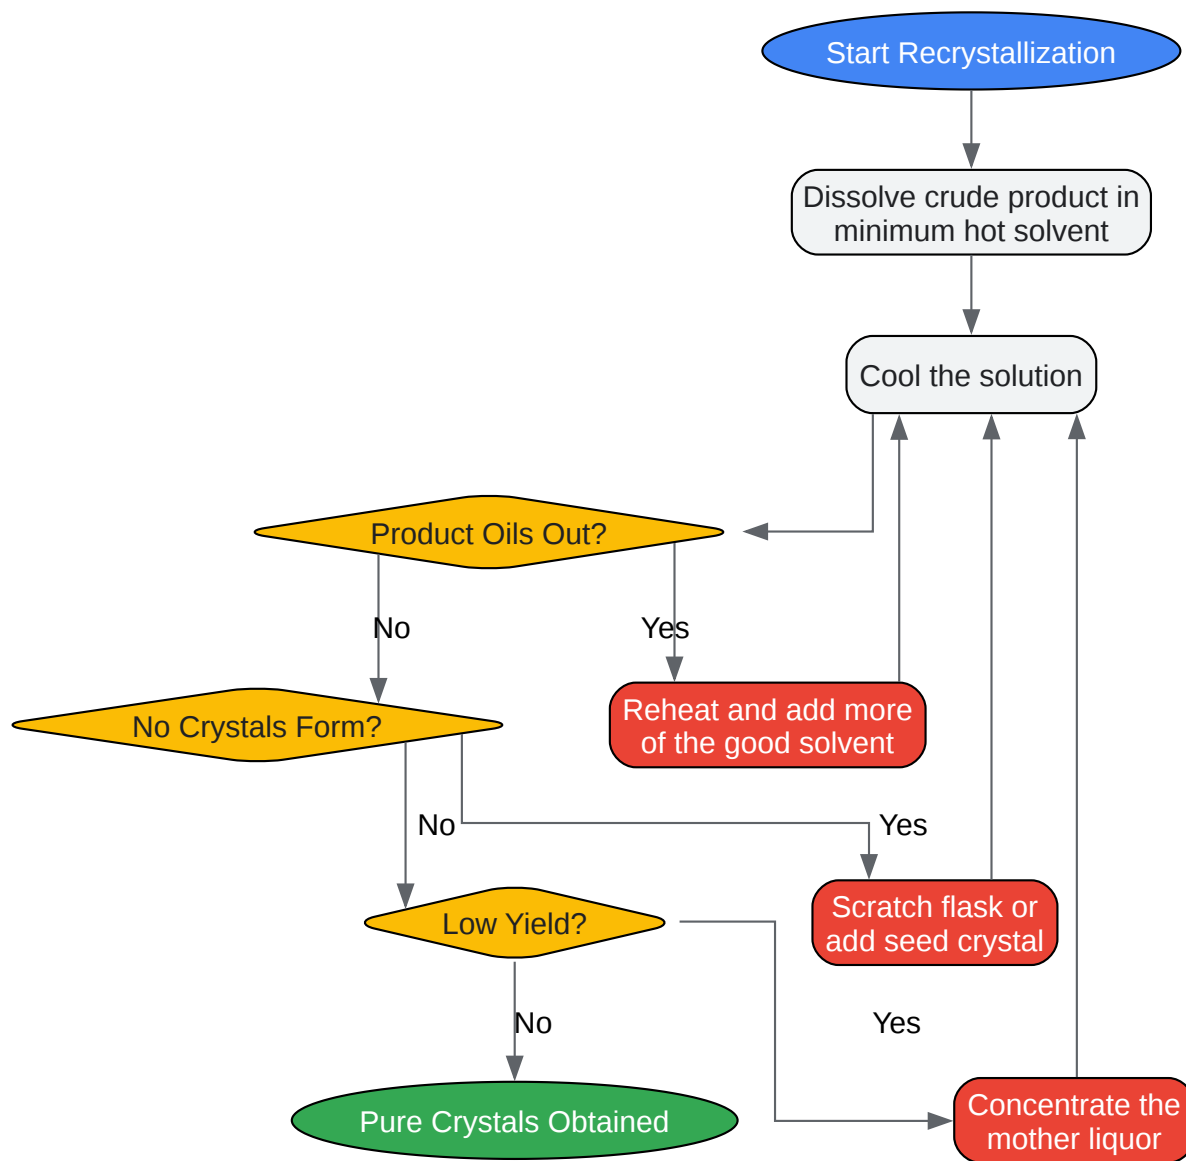 Start Recrystallization
Dissolve crude product in
minimum hot solvent
Cool the solution
Product Oils Out?
No
Yes
No Crystals Form?
Reheat and add more
of the good solvent
No
Yes
Low Yield?
Scratch flask or
add seed crystal
No
Yes
Pure Crystals Obtained
Concentrate the
mother liquor